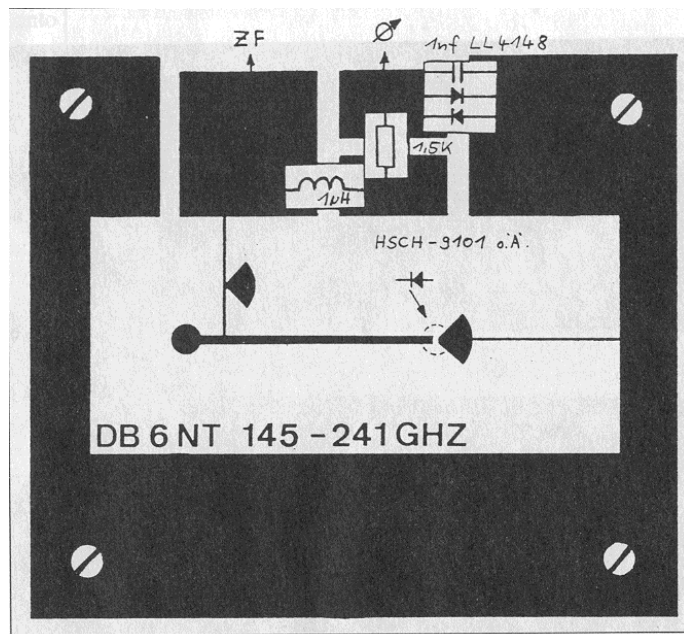 ZF
1nf LL4148
1,5K
1µH
HSCH-9101 o.Ä.
DB 6 NT 145 - 241 GHZ